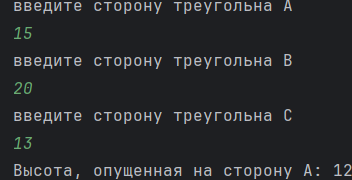 введите сторону треугольна A
15
введите сторону треугольна B
20
введите сторону треугольна C
13
Высота, опущенная на сторону A: 12